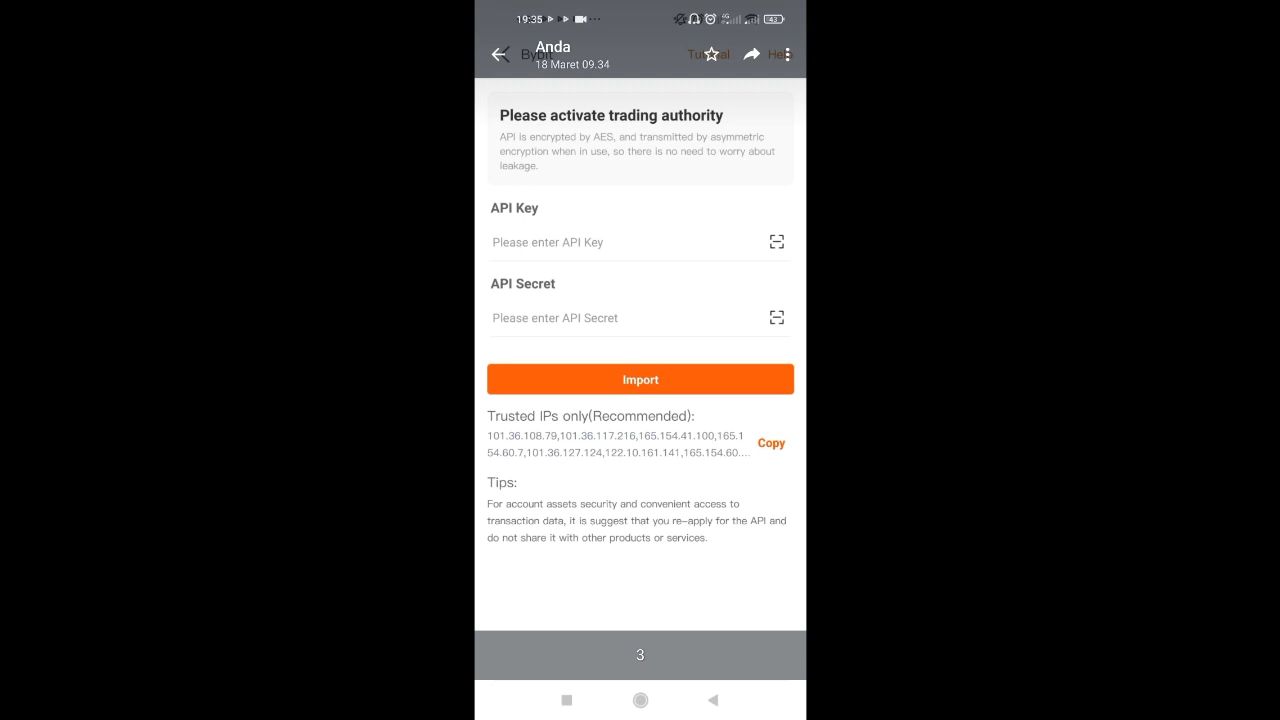 19:35
43
Anda
Bybit Tutorial Help
18 Maret 09.34
Please activate trading authority
API is encrypted by AES, and transmitted by asymmetric
encryption when in use, so there is no need to worry about
leakage.
API Key
Please enter API Key
API Secret
Please enter API Secret
Import
Trusted IPs only(Recommended):
101.36.108.79,101.36.117.216,165.154.41.100,165.1
54.60.7,101.36.127.124,122.10.161.141,165.154.60....
Copy
Tips:
For account assets security and convenient access to
transaction data, it is suggest that you re-apply for the API and
do not share it with other products or services.
3